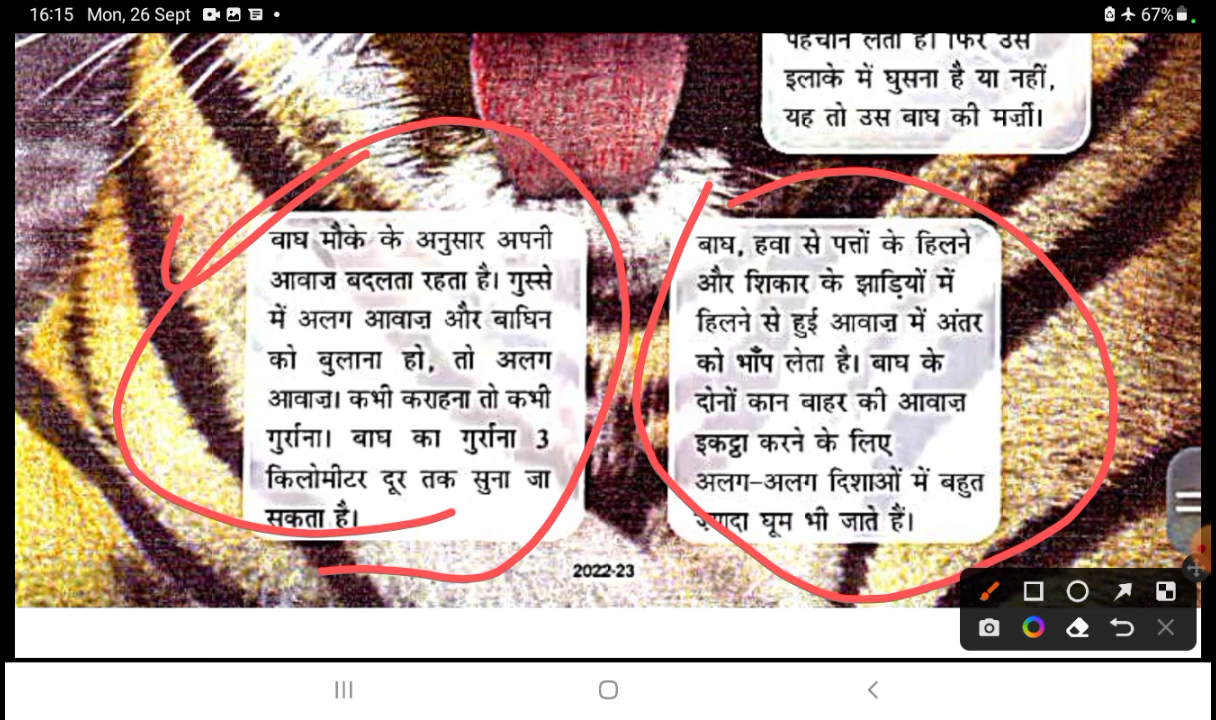 16:15 Mon, 26 Sept
67%
पहचान लेता है। फिर उस
इलाके में घुसना है या नहीं,
यह तो उस बाघ की मर्ज़ी।
बाघ मौके के अनुसार अपनी
आवाज़ बदलता रहता है। गुस्से
में अलग आवाज़ और बाघिन
को बुलाना हो, तो अलग
आवाज़। कभी कराहना तो कभी
गुर्राना। बाघ का गुर्राना 3
किलोमीटर दूर तक सुना जा
सकता है।
बाघ, हवा से पत्तों के हिलने
और शिकार के झाड़ियों में
हिलने से हुई आवाज़ में अंतर
को भाँप लेता है। बाघ के
दोनों कान बाहर की आवाज़
इकट्ठा करने के लिए
अलग-अलग दिशाओं में बहुत
ज़्यादा घूम भी जाते हैं।
2022-23